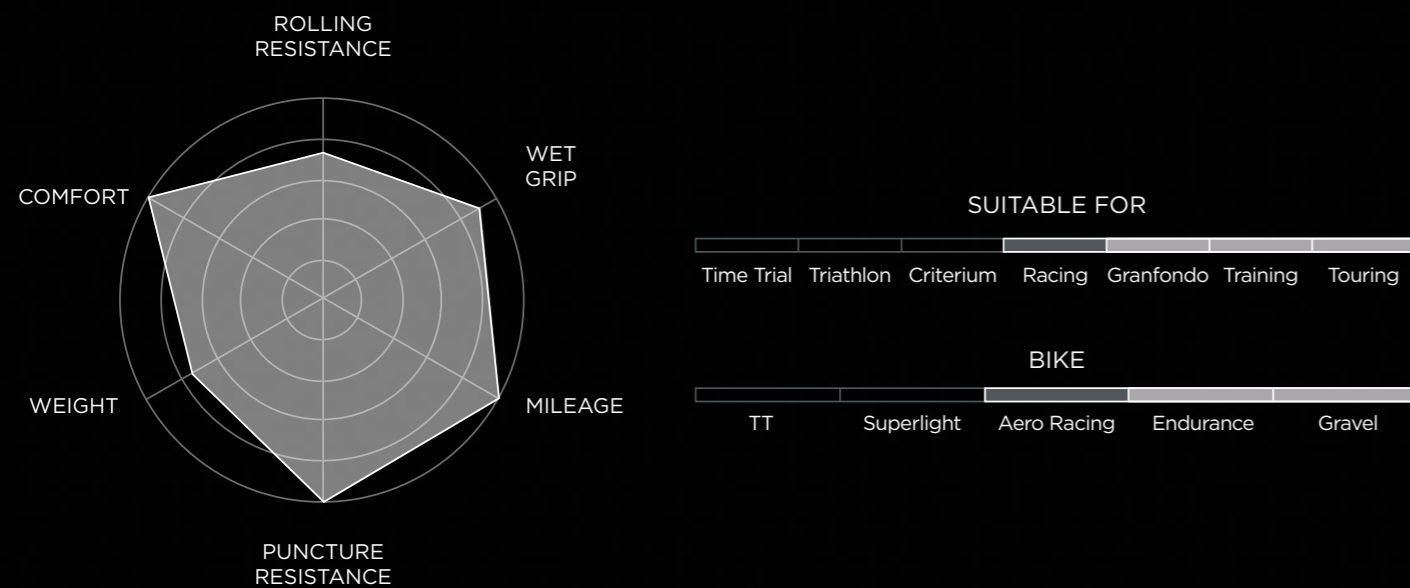 ROLLING
RESISTANCE
WET
GRIP
COMFORT
WEIGHT
MILEAGE
PUNCTURE
RESISTANCE
SUITABLE FOR
Time Trial Triathlon Criterium Racing Granfondo Training Touring
BIKE
TT Superlight Aero Racing Endurance Gravel